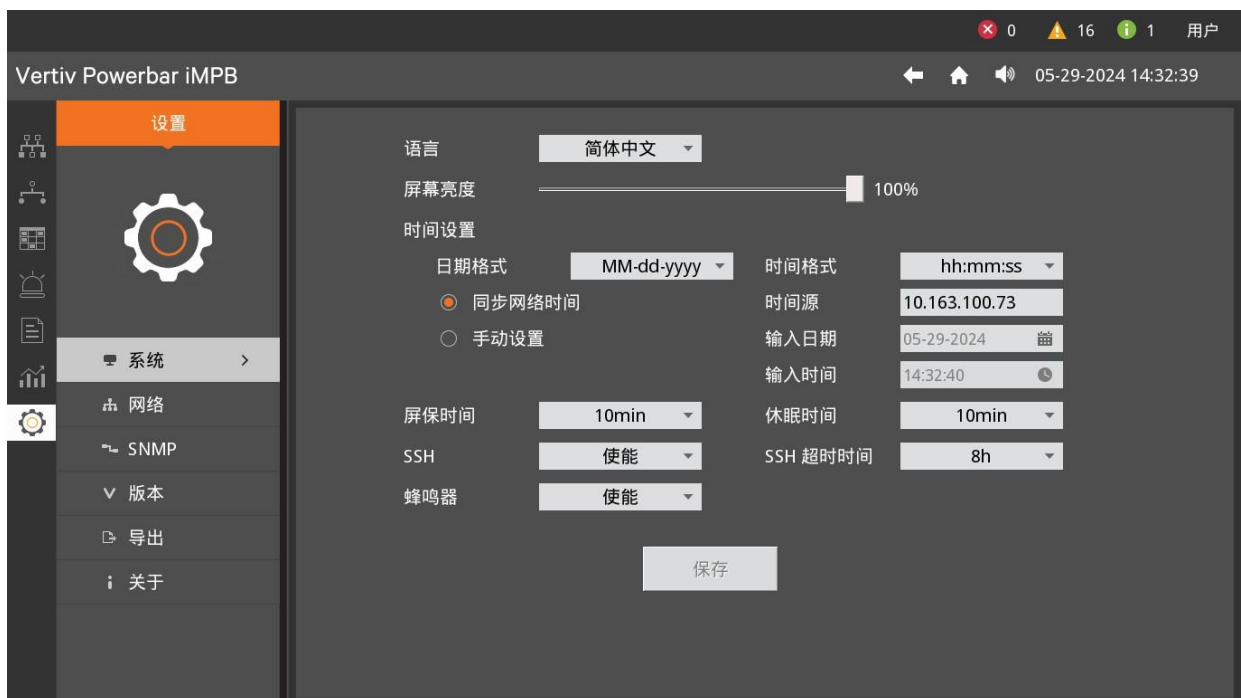 0 16 1 用户
Vertiv Powerbar iMPB 05-29-2024 14:32:39
设置
系统
网络
SNMP
版本
导出
关于
语言 简体中文
屏幕亮度 100%
时间设置
日期格式 MM-dd-yyyy 时间格式 hh:mm:ss
同步网络时间 时间源 10.163.100.73
手动设置 输入日期 05-29-2024
输入时间 14:32:40
屏保时间 10min 休眠时间 10min
SSH 使能 SSH 超时时间 8h
蜂鸣器 使能
保存